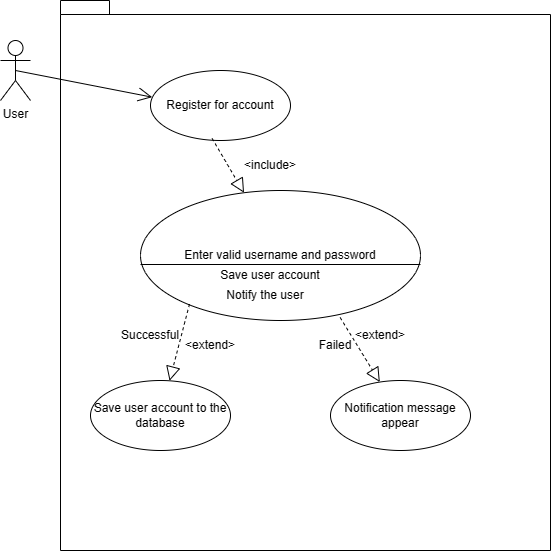 User
Register for account
<include>
Enter valid username and password
Save user account
Notify the user
Successful
<extend>
<extend>
Failed
Save user account to the
database
Notification message
appear